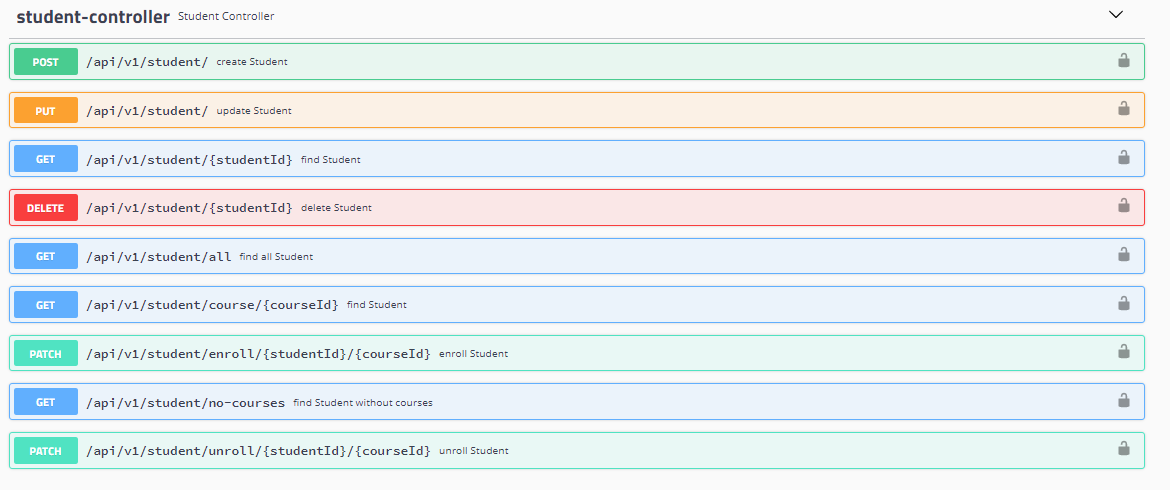 student-controller Student Controller
POST /api/v1/student/ create Student
PUT /api/v1/student/ update Student
GET /api/v1/student/{studentId} find Student
DELETE /api/v1/student/{studentId} delete Student
GET /api/v1/student/all find all Student
GET /api/v1/student/course/{courseId} find Student
PATCH /api/v1/student/enroll/{studentId}/{courseId} enroll Student
GET /api/v1/student/no-courses find Student without courses
PATCH /api/v1/student/unroll/{studentId}/{courseId} unroll Student